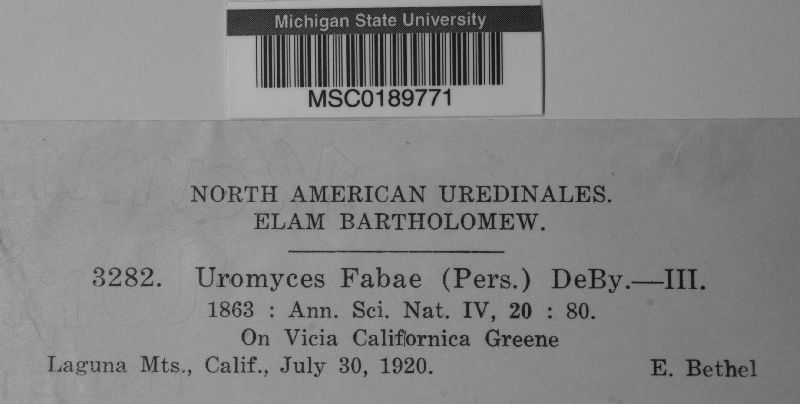 Michigan State University
MSC0189771
NORTH AMERICAN UREDINALES.
ELAM BARTHOLOMEW.
3282. Uromyces Fabae (Pers.) DeBy.—III.
1863 : Ann. Sci. Nat. IV, 20 : 80.
On Vicia Californica Greene
Laguna Mts., Calif., July 30, 1920. E. Bethel